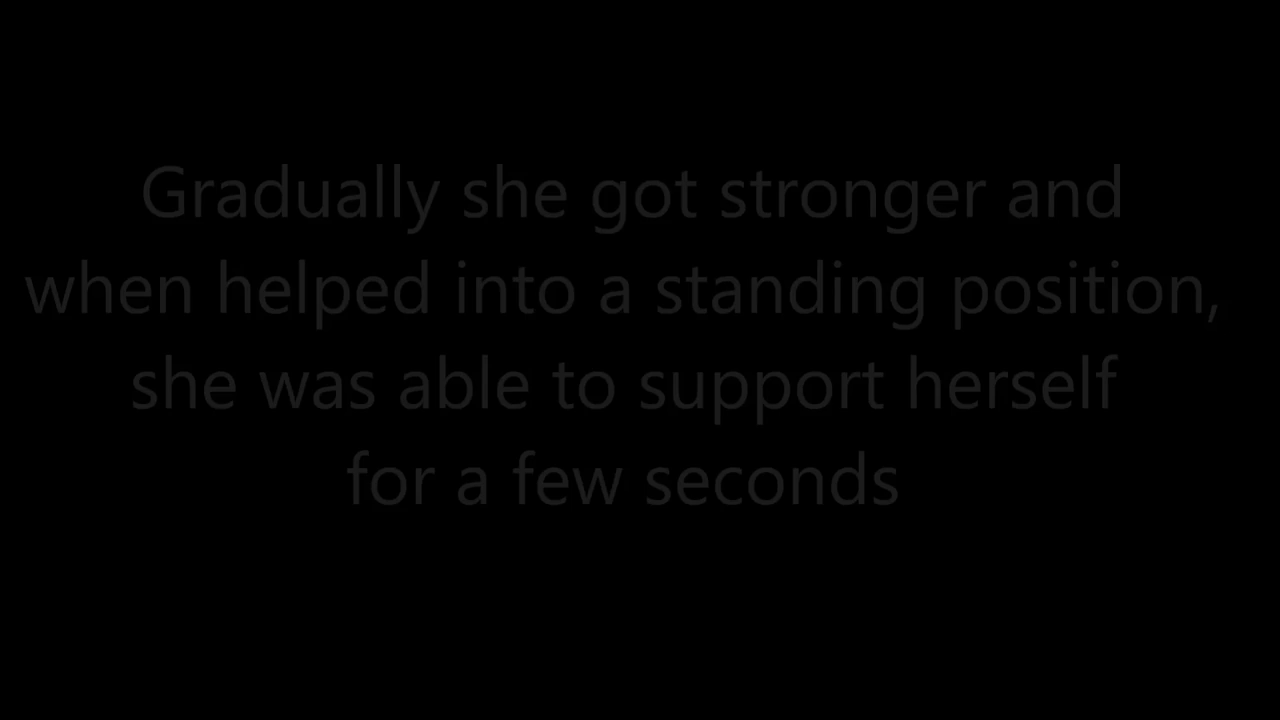 Gradually she got stronger and
when helped into a standing position,
she was able to support herself
for a few seconds